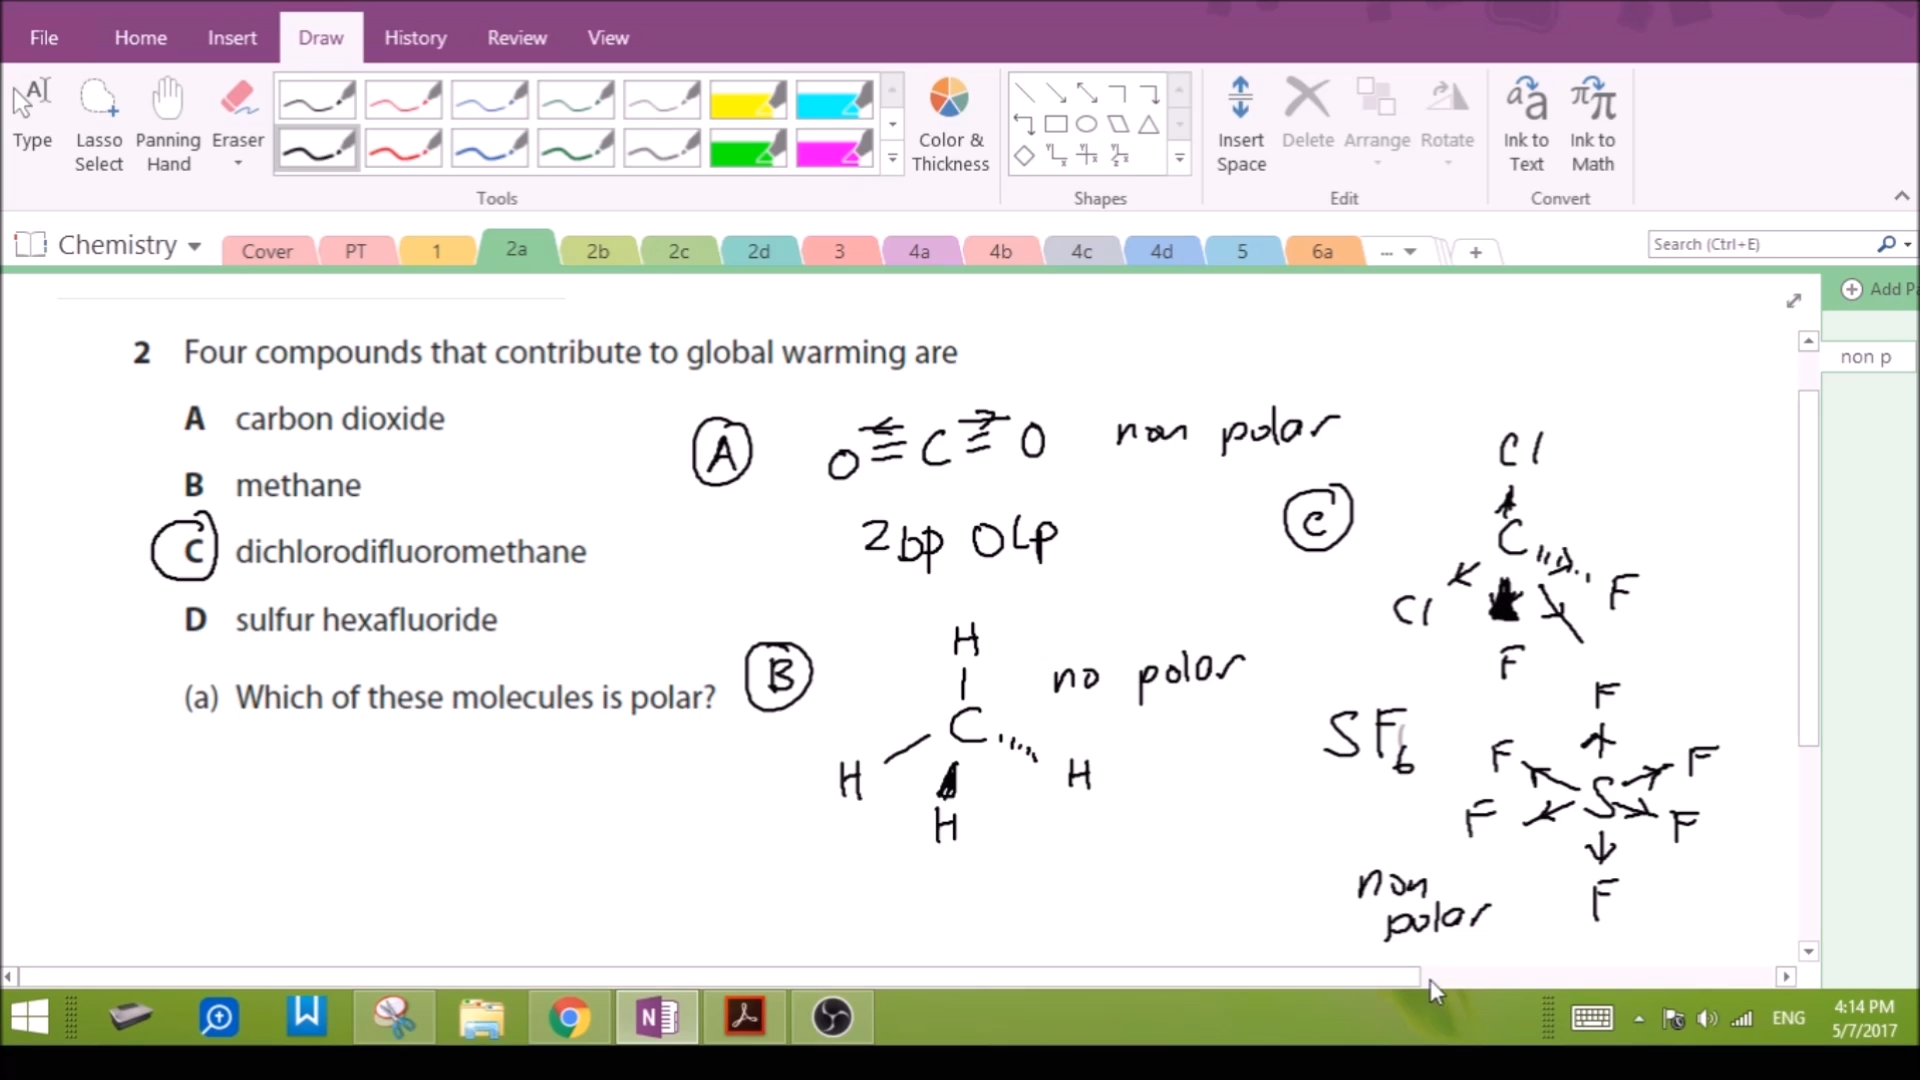 File Home Insert Draw History Review View
Type
Lasso Select
Panning Hand
Eraser
Color & Thickness
Insert Space
Delete
Arrange
Rotate
Ink to Text
Ink to Math
Tools
Shapes
Edit
Convert
Chemistry
Cover PT 1 2a 2b 2c 2d 3 4a 4b 4c 4d 5 6a ... +
Search (Ctrl+E)
Add Pa
non p
2 Four compounds that contribute to global warming are
A carbon dioxide
B methane
C dichlorodifluoromethane
D sulfur hexafluoride
(a) Which of these molecules is polar?
A O C O non polar
2bp 0Lp
B
H
C
H H
H
no polar
C
Cl
C
Cl F
F
SF6
F
F F
S
F F
F
non
polar
4:14 PM
ENG
5/7/2017